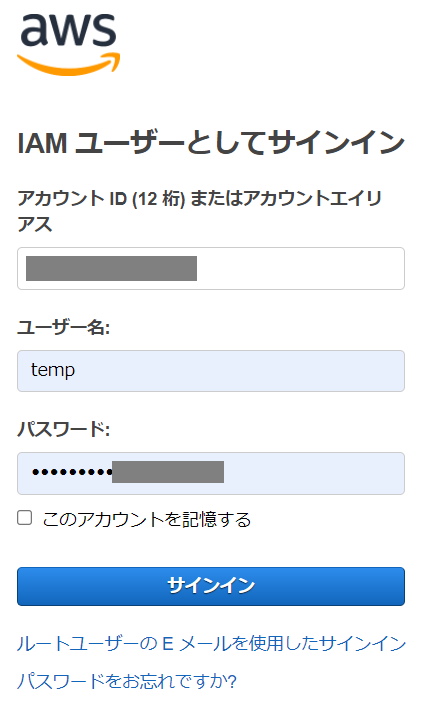 aws
IAM ユーザーとしてサインイン
アカウント ID (12 桁) またはアカウントエイリ
アス
ユーザー名:
temp
パスワード:
•••••••••
このアカウントを記憶する
サインイン
ルートユーザーの E メールを使用したサインイン
パスワードをお忘れですか?